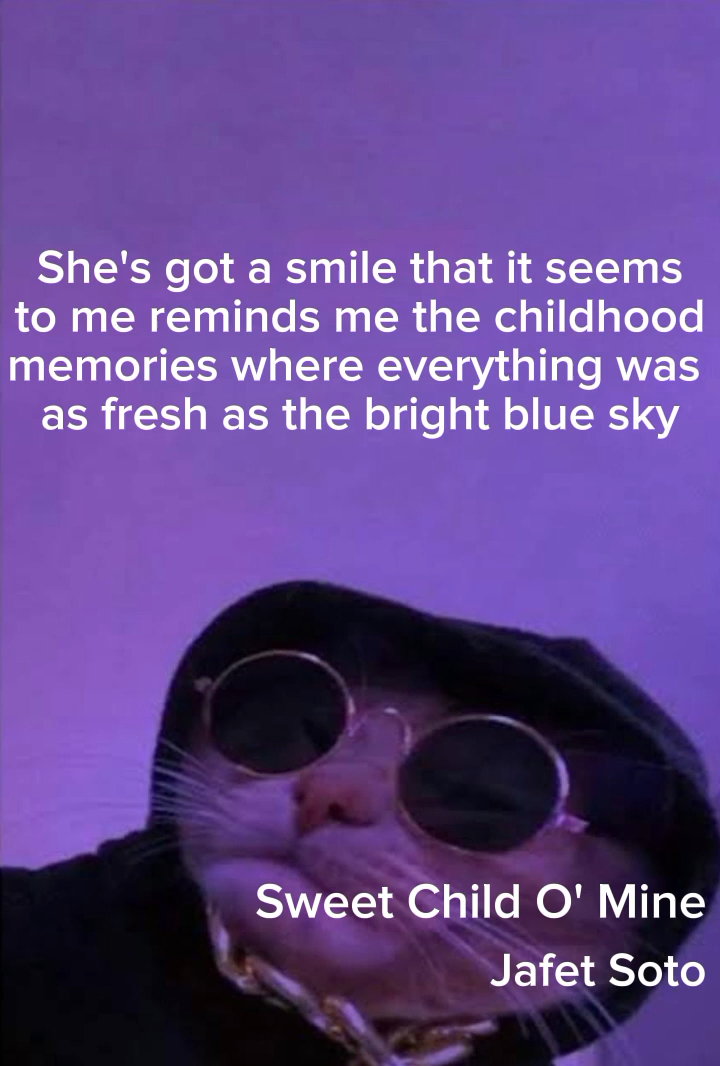 She's got a smile that it seems
to me reminds me the childhood
memories where everything was
as fresh as the bright blue sky
Sweet Child O' Mine
Jafet Soto